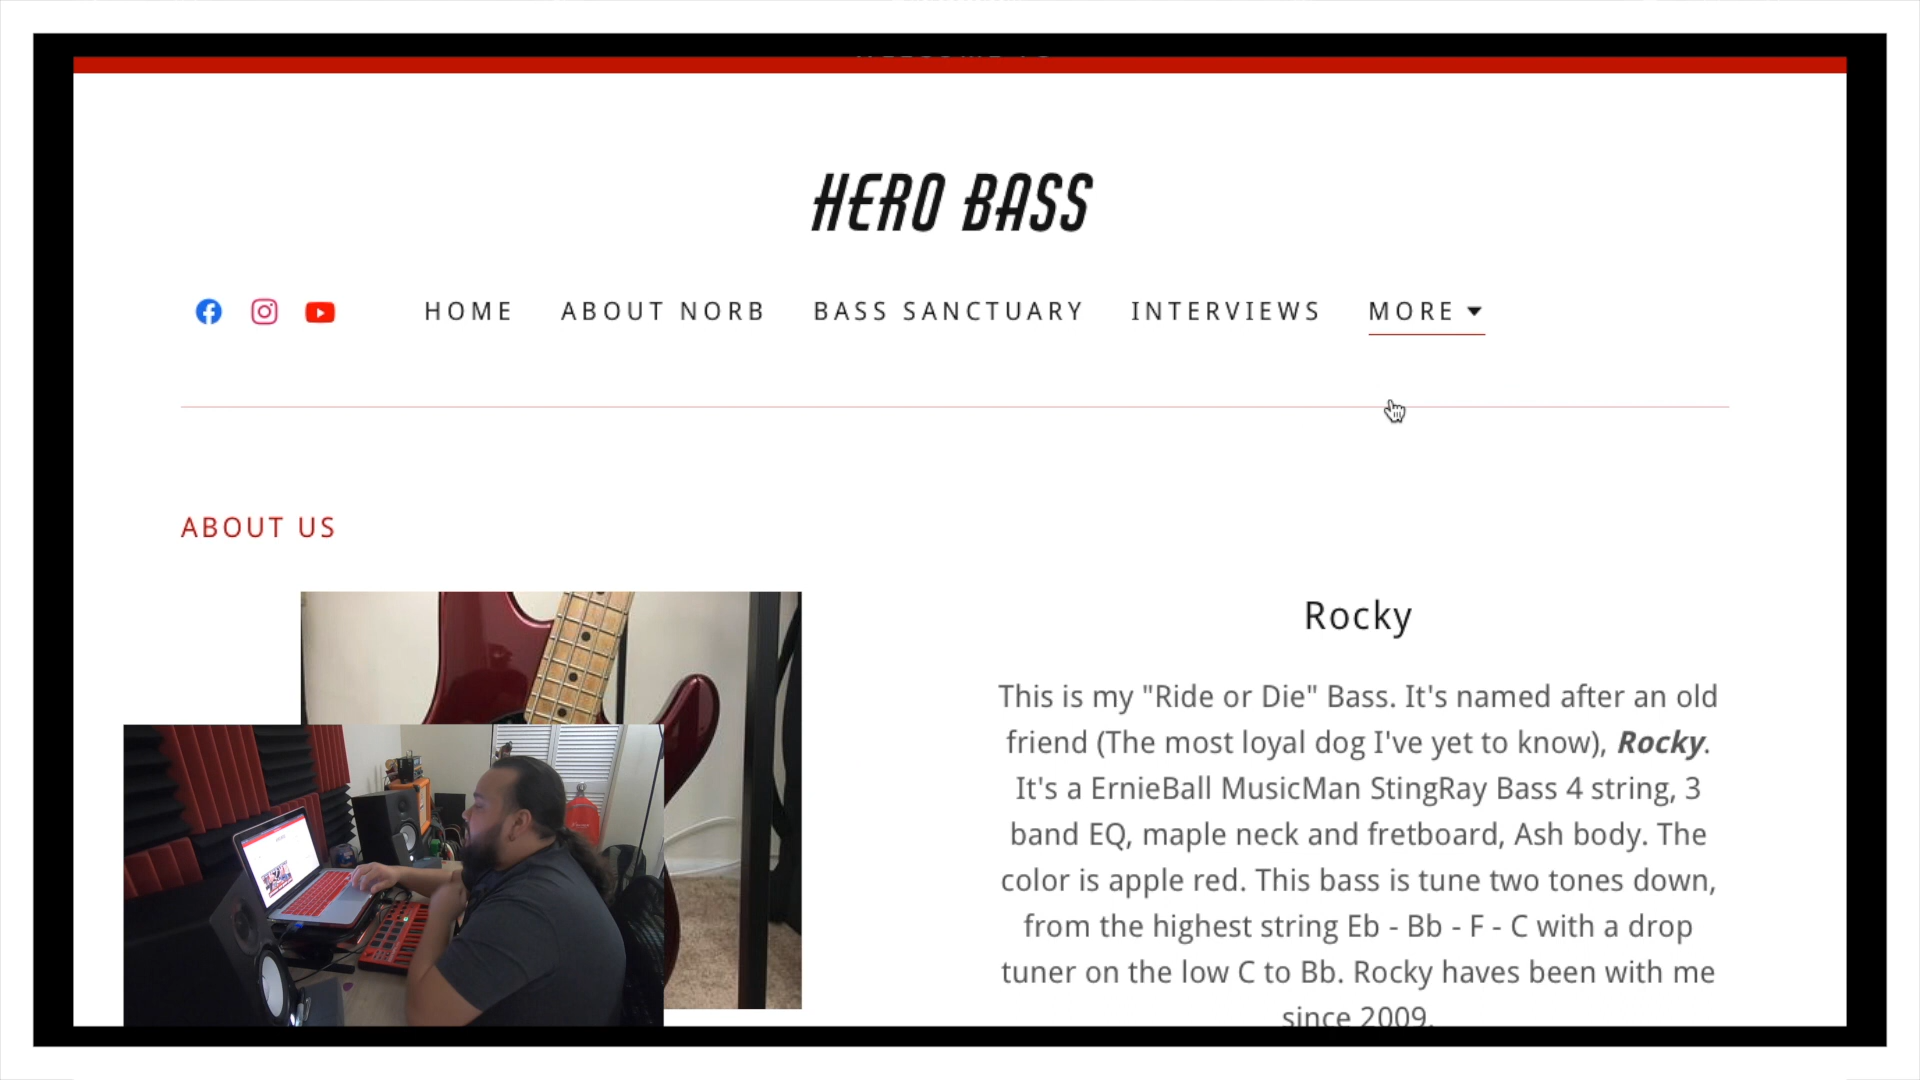 HERO BASS
HOME ABOUT NORB BASS SANCTUARY INTERVIEWS MORE
ABOUT US
Rocky
This is my "Ride or Die" Bass. It's named after an old
friend (The most loyal dog I've yet to know), Rocky.
It's a ErnieBall MusicMan StingRay Bass 4 string, 3
band EQ, maple neck and fretboard, Ash body. The
color is apple red. This bass is tune two tones down,
from the highest string Eb - Bb - F - C with a drop
tuner on the low C to Bb. Rocky haves been with me
since 2009.